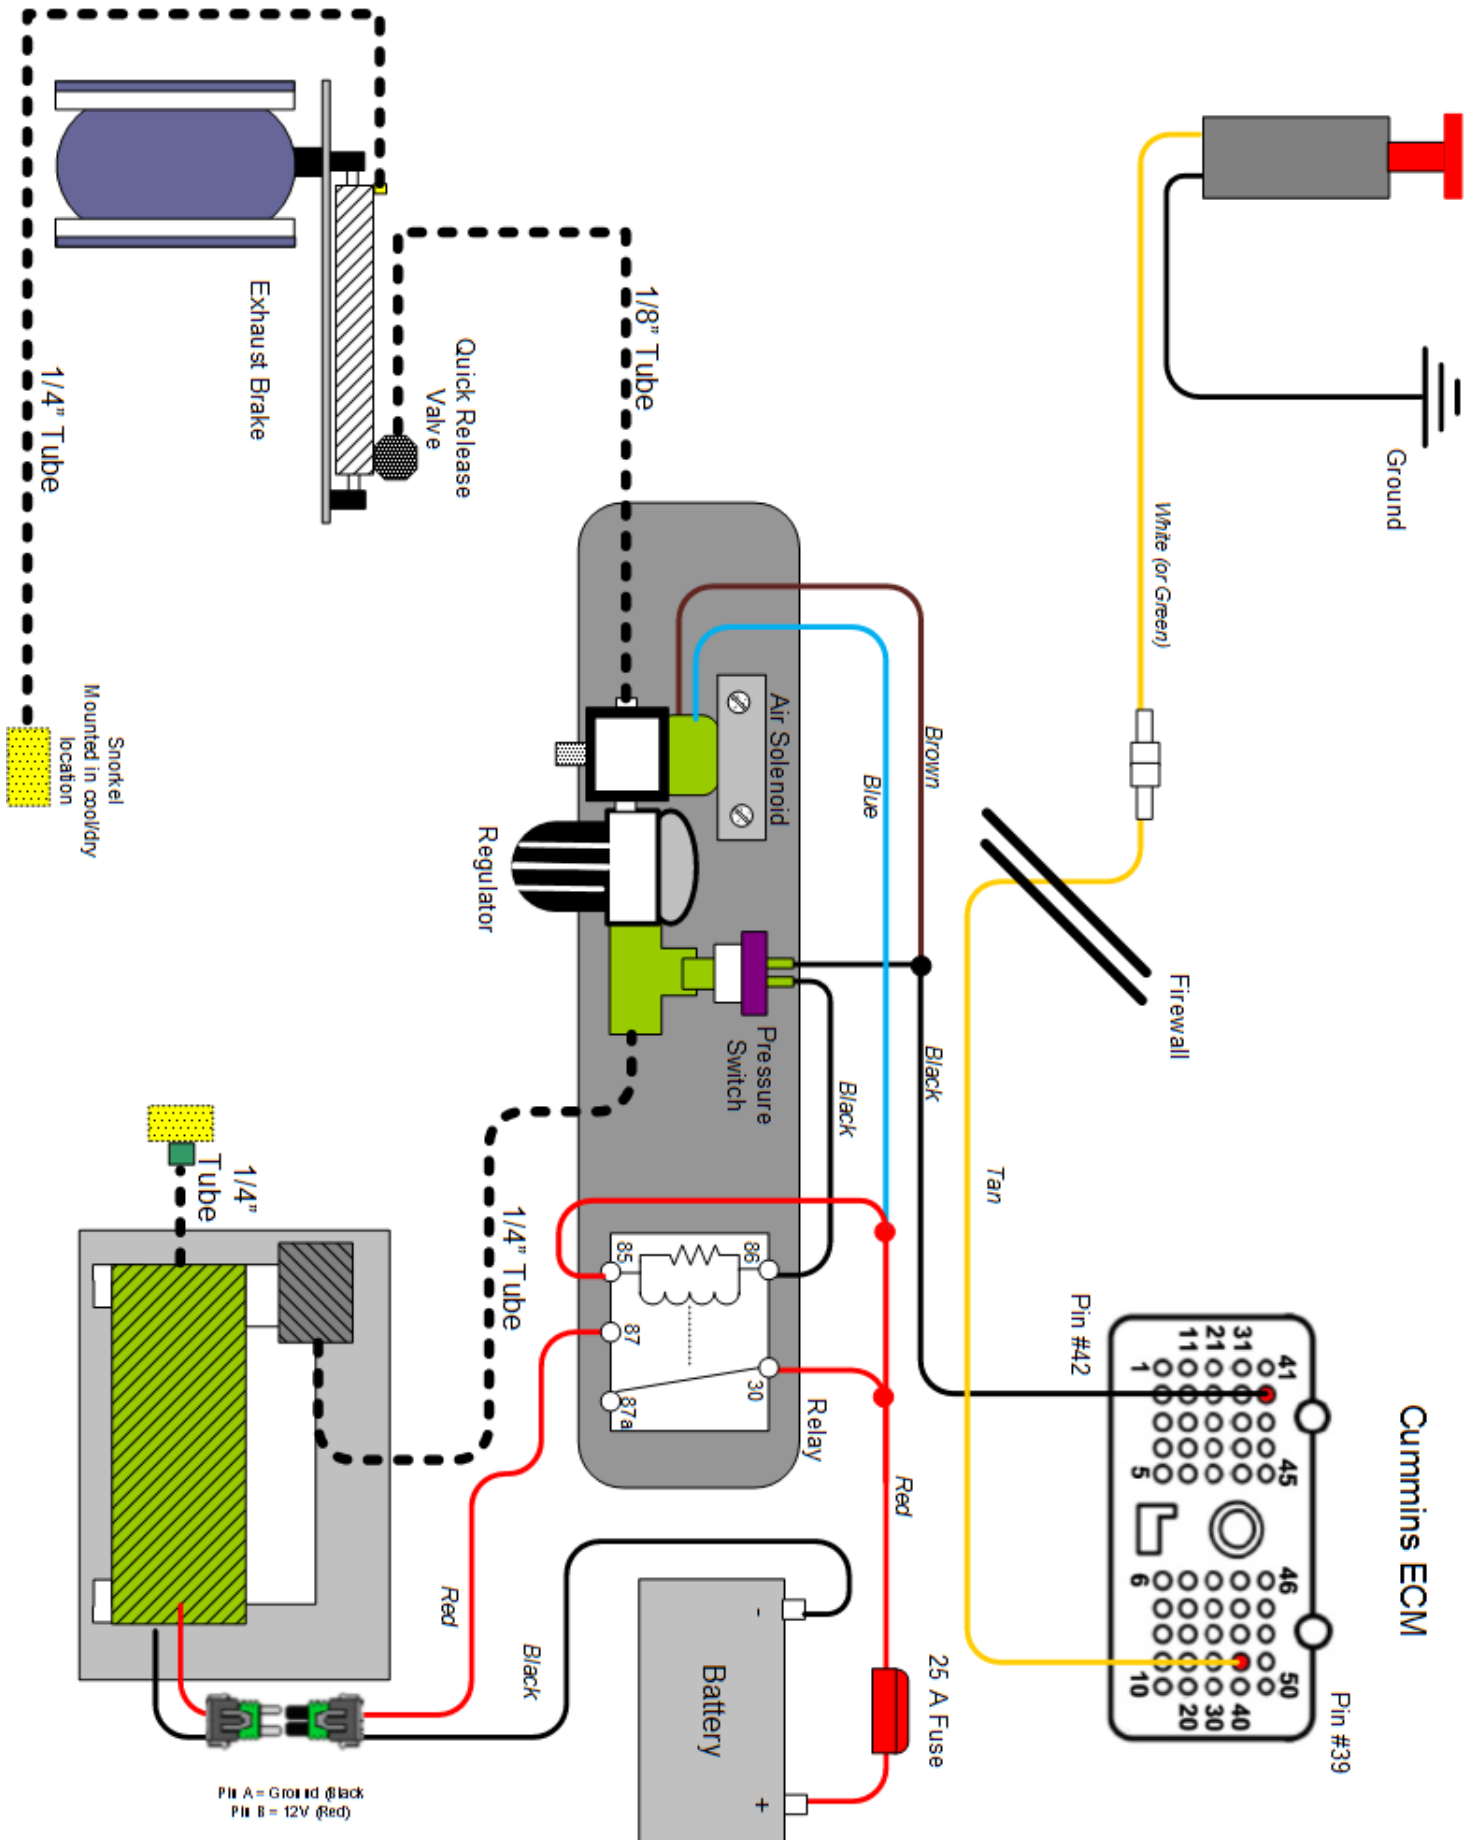 Ground
White (or Green)
Firewall
Cummins ECM
Pin #42
Pin #39
1
11
21
31
41
5
45
6
46
10
20
30
40
50
Tan
Brown
Blue
Black
Black
Air Solenoid
Pressure
Switch
Regulator
Relay
85
86
87
87a
30
Red
25 A Fuse
Battery
-
+
1/8” Tube
Quick Release
Valve
Exhaust Brake
1/4” Tube
Snorkel
Mounted in cool/dry
location
1/4”
Tube
1/4” Tube
Red
Black
Pin A = Ground (Black
Pin B = 12V (Red)